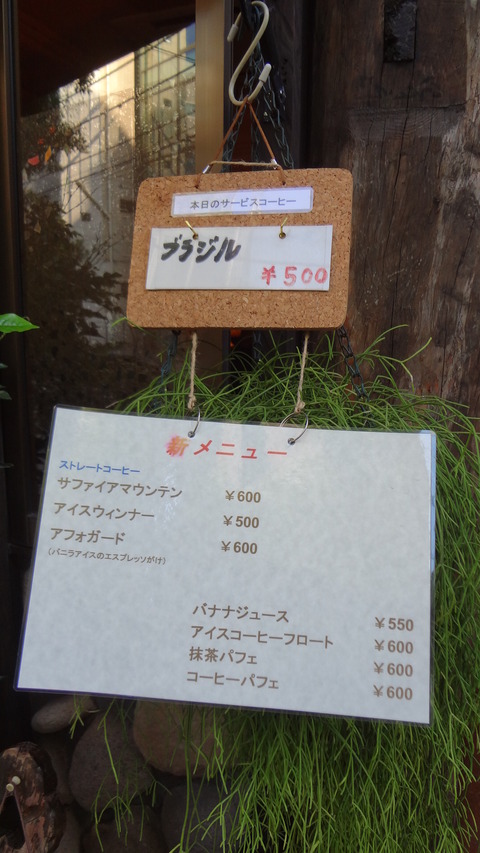 本日のサービスコーヒー
ブラジル
¥500
新メニュー
ストレートコーヒー
サファイアマウンテン ¥600
アイスウィンナー ¥500
アフォガード ¥600
(バニラアイスのエスプレッソがけ)
バナナジュース ¥550
アイスコーヒーフロート ¥600
抹茶パフェ ¥600
コーヒーパフェ ¥600